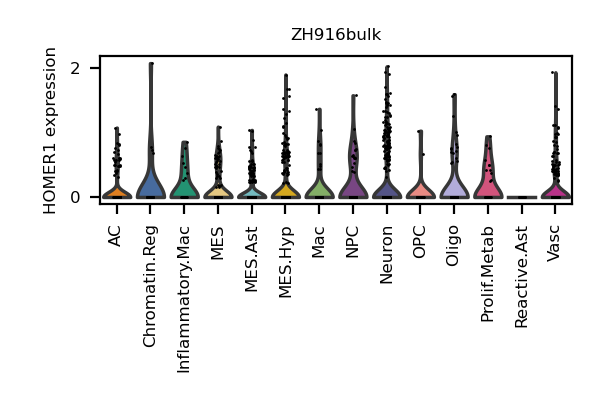 ZH916bulk
HOMER1 expression
2
0
AC
Chromatin.Reg
Inflammatory.Mac
MES
MES.Ast
MES.Hyp
Mac
NPC
Neuron
OPC
Oligo
Prolif.Metab
Reactive.Ast
Vasc